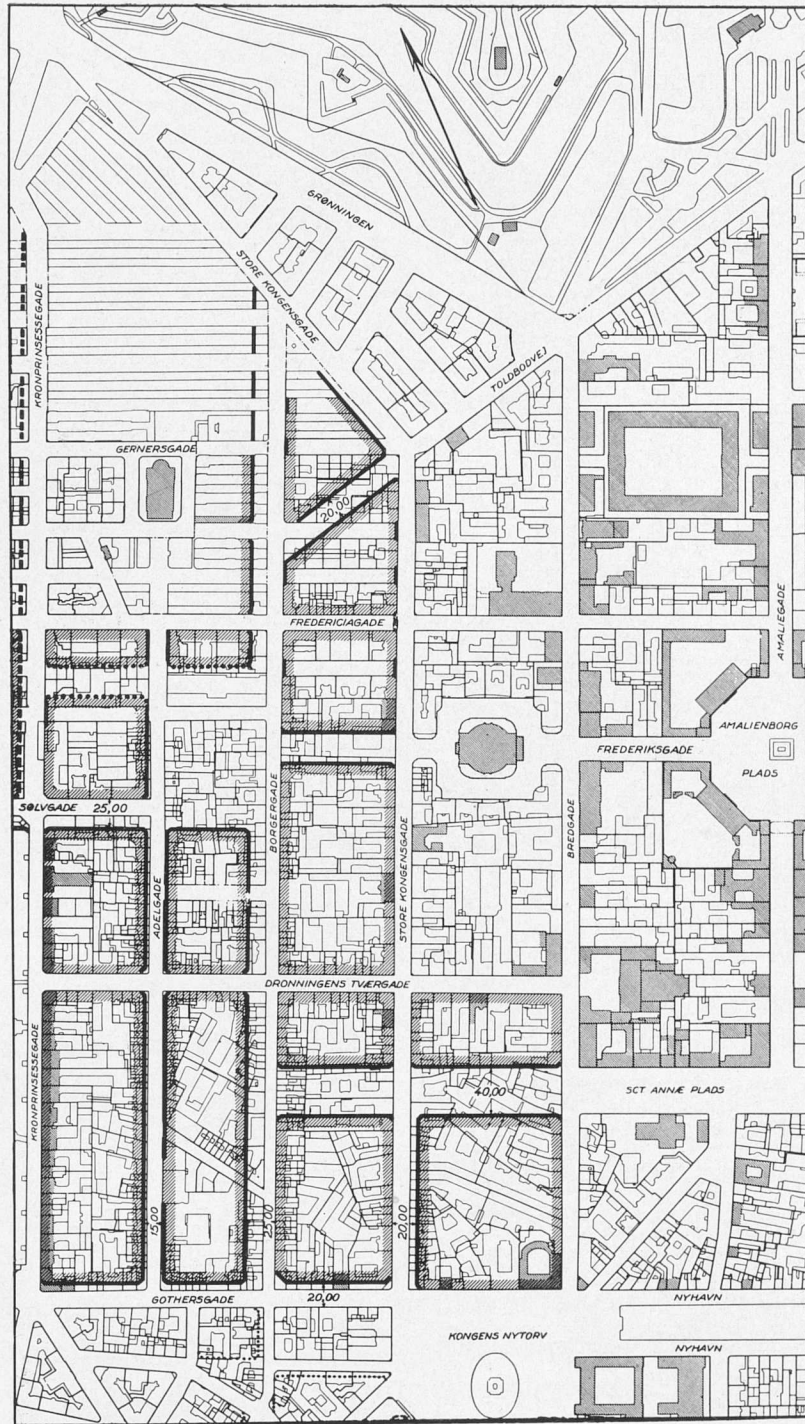 GRØNNINGEN
STORE KONGENSGADE
KRONPRINSESSEGADE
TOLDBODVEJ
GERNERSGADE
20,00
AMALIEGADE
FREDERICIAGADE
AMALIENBORG
FREDERIKSGADE
PLADS
BORGERGADE
SØLVGADE 25,00
STORE KONGENSGADE
BREDGADE
ADELGADE
DRONNINGENS TVÆRGADE
KRONPRINSESSEGADE
40,00
SCT ANNÆ PLADS
15,00
25,00
20,00
GOTHERSGADE
20,00
NYHAVN
KONGENS NYTORV
NYHAVN